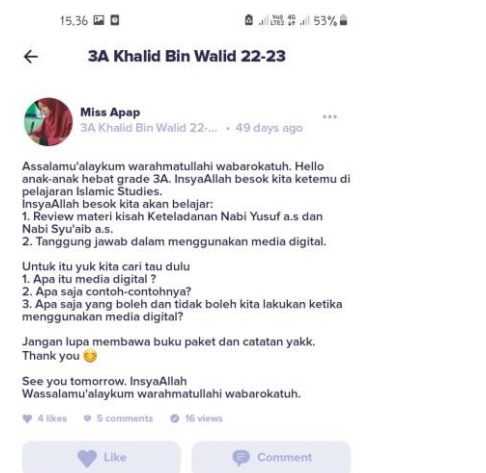 15.36 53%
3A Khalid Bin Walid 22-23
Miss Apap
3A Khalid Bin Walid 22-... • 49 days ago
Assalamu'alaykum warahmatullahi wabarokatuh. Hello
anak-anak hebat grade 3A. InsyaAllah besok kita ketemu di
pelajaran Islamic Studies.
InsyaAllah besok kita akan belajar:
1. Review materi kisah Keteladanan Nabi Yusuf a.s dan
Nabi Syu'aib a.s.
2. Tanggung jawab dalam menggunakan media digital.
Untuk itu yuk kita cari tau dulu
1. Apa itu media digital ?
2. Apa saja contoh-contohnya?
3. Apa saja yang boleh dan tidak boleh kita lakukan ketika
menggunakan media digital?
Jangan lupa membawa buku paket dan catatan yakk.
Thank you 😊
See you tomorrow. InsyaAllah
Wassalamu'alaykum warahmatullahi wabarokatuh.
4 likes 5 comments 16 views
Like Comment